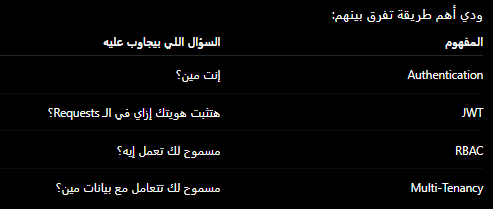 ودي أهم طريقة تفرق بينهم:
المفهوم السؤال اللي بيجاوب عليه
Authentication إنت مين؟
JWT هتثبت هويتك إزاي في الـ Requests؟
RBAC مسموح لك تعمل إيه؟
Multi-Tenancy مسموح لك تتعامل مع بيانات مين؟